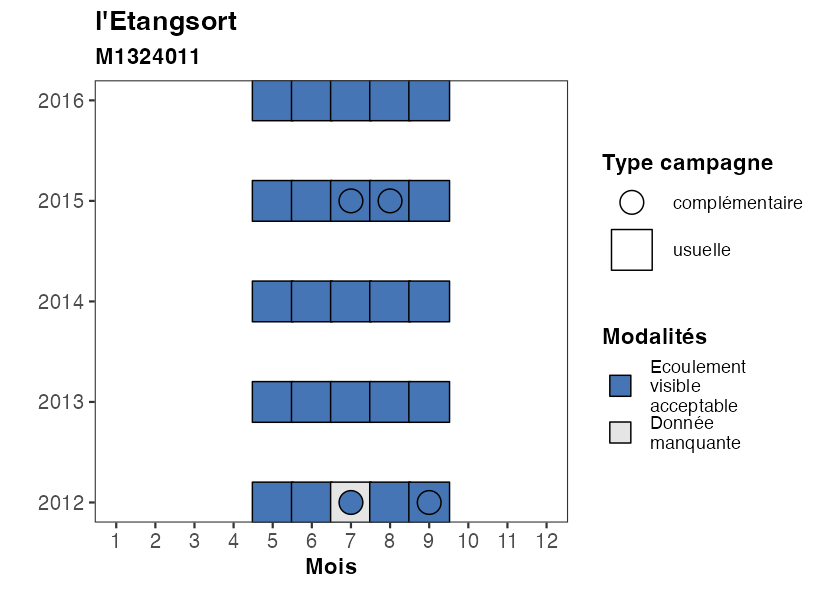 l'Etangsort
M1324011
2016
2015
2014
2013
2012
1 2 3 4 5 6 7 8 9 10 11 12
Mois
Type campagne
complémentaire
usuelle
Modalités
Ecoulement
visible
acceptable
Donnée
manquante